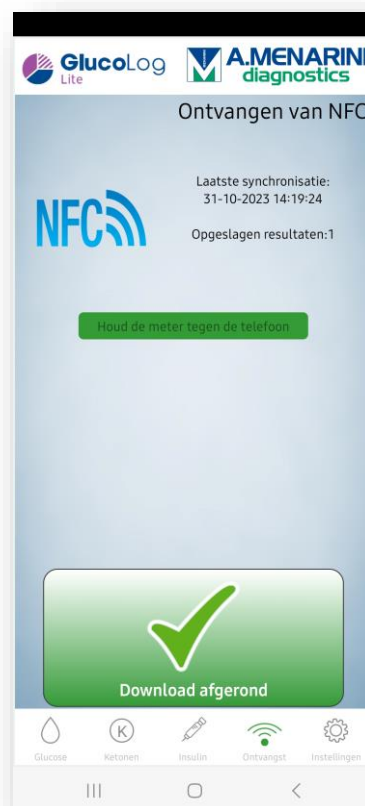 GlucoLog
Lite
A.MENARINI
diagnostics
Ontvangen van NFC
Laatste synchronisatie:
31-10-2023 14:19:24
NFC
Opgeslagen resultaten:1
Houd de meter tegen de telefoon
Download afgerond
K
Glucose Ketonen Insulin Ontvangst Instellingen